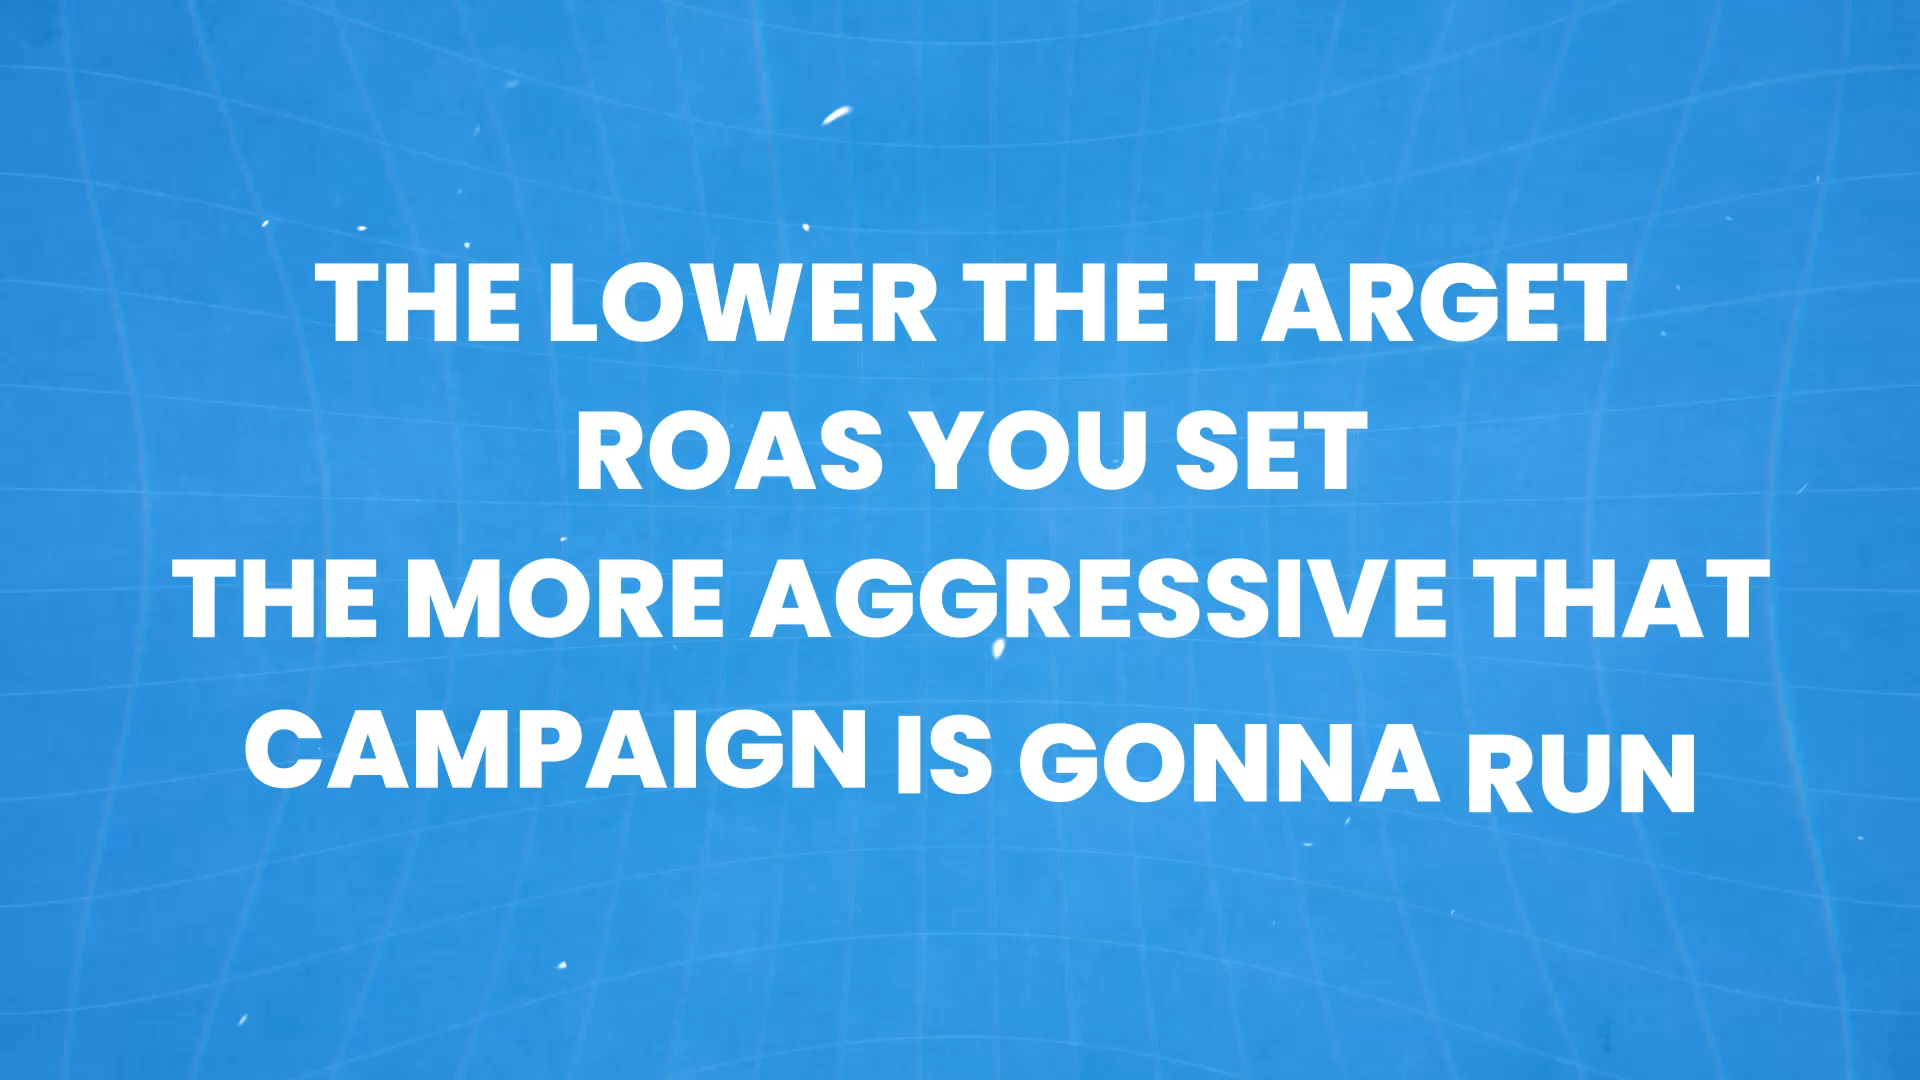 THE LOWER THE TARGET
ROAS YOU SET
THE MORE AGGRESSIVE THAT
CAMPAIGN IS GONNA RUN